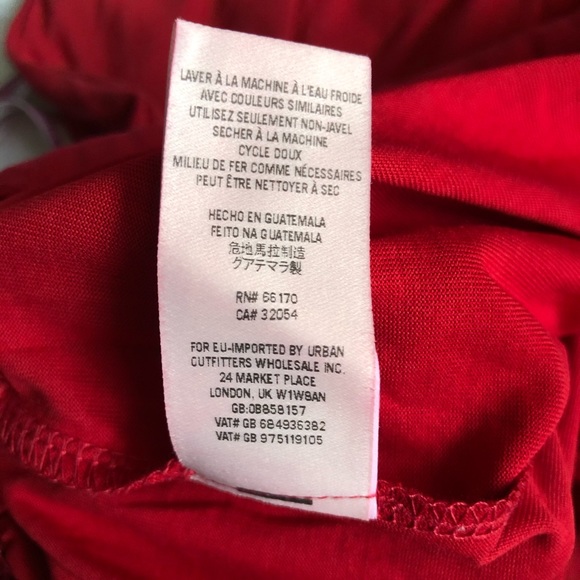 LAVER À LA MACHINE À L'EAU FROIDE
AVEC COULEURS SIMILAIRES
UTILISEZ SEULEMENT NON-JAVEL
SECHER À LA MACHINE
CYCLE DOUX
MILIEU DE FER COMME NÉCESSAIRES
PEUT ÊTRE NETTOYER À SEC
HECHO EN GUATEMALA
FEITO NA GUATEMALA
危地馬拉制造
グアテマラ製
RN# 66170
CA# 32054
FOR EU-IMPORTED BY URBAN
OUTFITTERS WHOLESALE INC.
24 MARKET PLACE
LONDON, UK W1W8AN
GB:0B858157
VAT# GB 684936382
VAT# GB 975119105